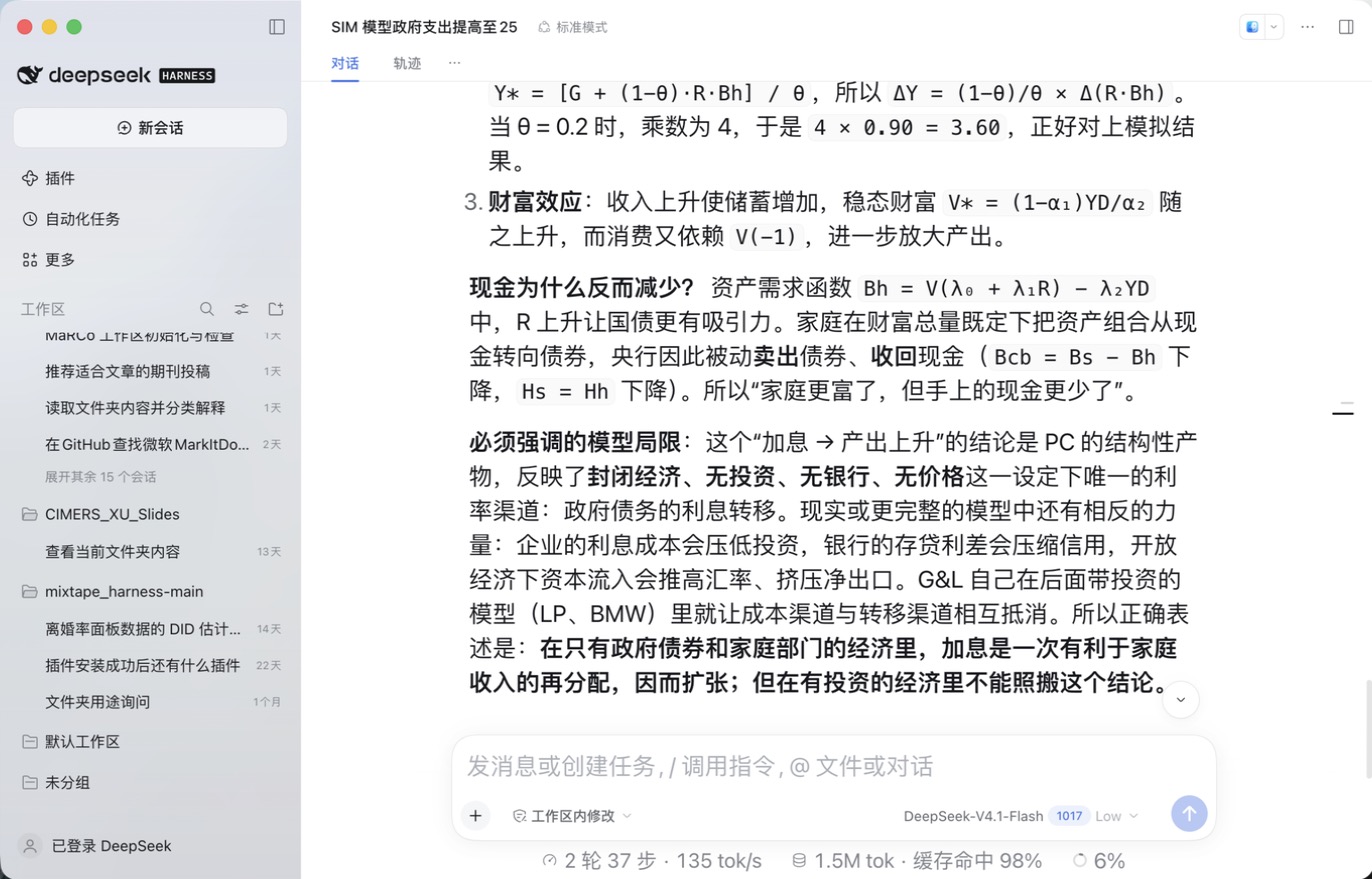 SIM 模型政府支出提高至25
标准模式
deepseek HARNESS
对话
轨迹
新会话
插件
自动化任务
更多
工作区
MaRCo 工作区初始化与检查 1天
推荐适合文章的期刊投稿 1天
读取文件夹内容并分类解释 1天
在GitHub查找微软MarkItDo... 2天
展开其余 15 个会话
CIMERS_XU_Slides
查看当前文件夹内容 13天
mixtape_harness-main
离婚率面板数据的 DID 估计... 14天
插件安装成功后还有什么插件 22天
文件夹用途询问 1个月
默认工作区
未分组
已登录 DeepSeek
Y* = [G + (1−θ)·R·Bh] / θ，所以 ΔY = (1−θ)/θ × Δ(R·Bh)。
当 θ = 0.2 时，乘数为 4，于是 4 × 0.90 = 3.60，正好对上模拟结
果。
3. 财富效应：收入上升使储蓄增加，稳态财富 V* = (1−α₁)YD/α₂ 随
之上升，而消费又依赖 V(−1)，进一步放大产出。
现金为什么反而减少？ 资产需求函数 Bh = V(λ₀ + λ₁R) − λ₂YD
中，R 上升让国债更有吸引力。家庭在财富总量既定下把资产组合从现
金转向债券，央行因此被动卖出债券、收回现金（Bcb = Bs − Bh 下
降，Hs = Hh 下降）。所以“家庭更富了，但手上的现金更少了”。
必须强调的模型局限：这个“加息 → 产出上升”的结论是 PC 的结构性产
物，反映了封闭经济、无投资、无银行、无价格这一设定下唯一的利
率渠道：政府债务的利息转移。现实或更完整的模型中还有相反的力
量：企业的利息成本会压低投资，银行的存贷利差会压缩信用，开放
经济下资本流入会推高汇率、挤压净出口。G&L 自己在后面带投资的
模型（LP、BMW）里就让成本渠道与转移渠道相互抵消。所以正确表
述是：在只有政府债券和家庭部门的经济里，加息是一次有利于家庭
收入的再分配，因而扩张；但在有投资的经济里不能照搬这个结论。
发消息或创建任务, / 调用指令, @ 文件或对话
工作区内修改
DeepSeek-V4.1-Flash 1017 Low
2 轮 37 步 · 135 tok/s 1.5M tok · 缓存命中 98% 6%